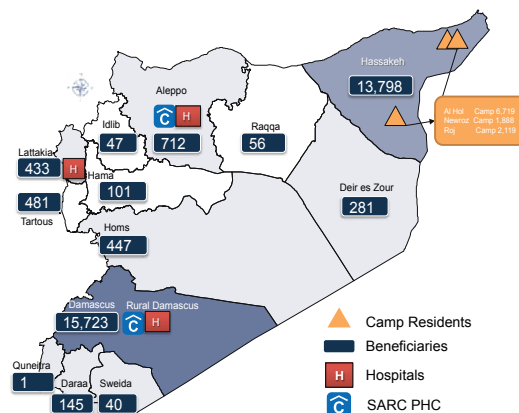 Hassakeh
13,798
Al Hol Camp 6,719
Newroz Camp 1,888
Roj Camp 2,119
Aleppo
C H
712
Idlib
47
Raqqa
56
Lattakia
433
H
Hama
101
481
Tartous
Deir es Zour
281
Homs
447
Damascus Rural Damascus
15,723
C H
Quneitra
1
Daraa
145
Sweida
40
Camp Residents
Beneficiaries
H Hospitals
C SARC PHC